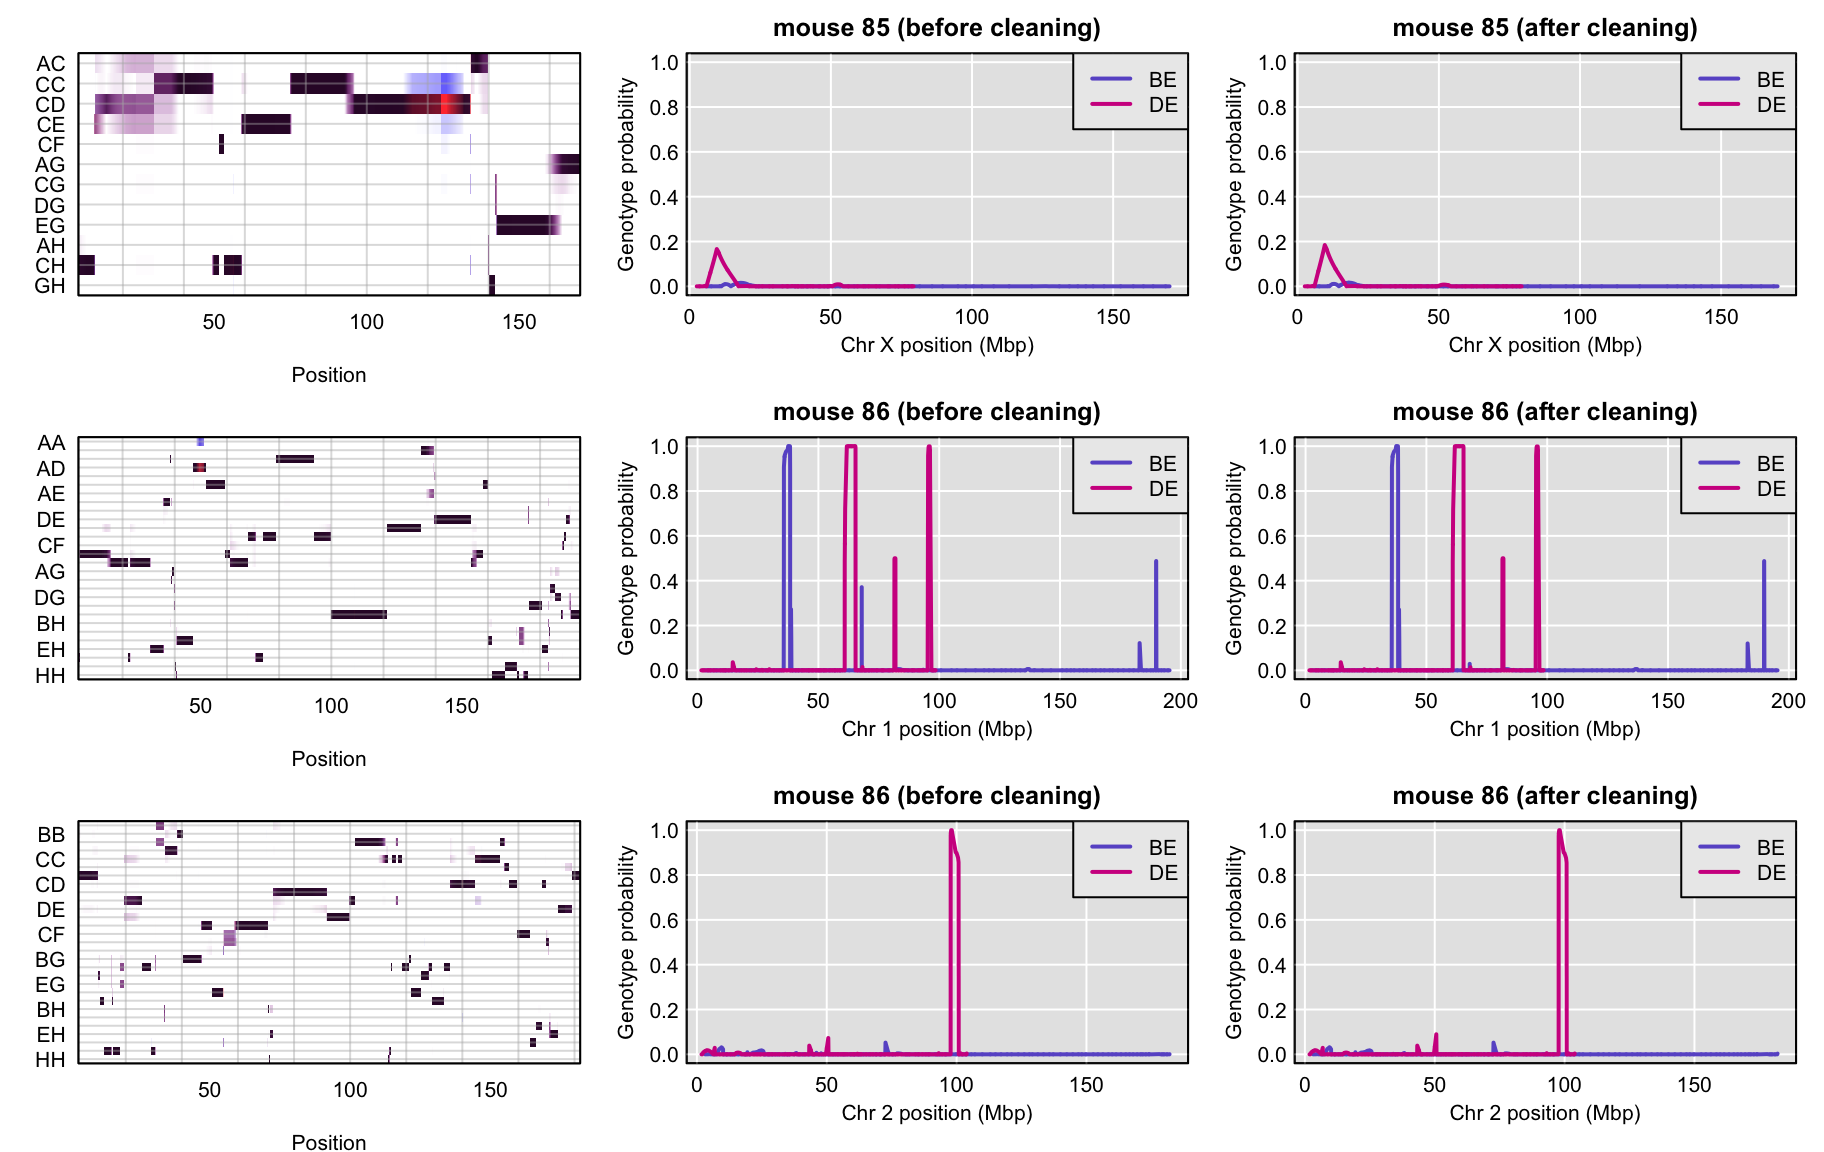 AC
CC
CD
CE
CF
AG
CG
DG
EG
AH
CH
GH
50 100 150
Position
mouse 85 (before cleaning)
Genotype probability
1.0
0.8
0.6
0.4
0.2
0.0
BE
DE
0 50 100 150
Chr X position (Mbp)
mouse 85 (after cleaning)
Genotype probability
1.0
0.8
0.6
0.4
0.2
0.0
BE
DE
0 50 100 150
Chr X position (Mbp)
AA
AD
AE
DE
CF
AG
DG
BH
EH
HH
50 100 150
Position
mouse 86 (before cleaning)
Genotype probability
1.0
0.8
0.6
0.4
0.2
0.0
BE
DE
0 50 100 150 200
Chr 1 position (Mbp)
mouse 86 (after cleaning)
Genotype probability
1.0
0.8
0.6
0.4
0.2
0.0
BE
DE
0 50 100 150 200
Chr 1 position (Mbp)
BB
CC
CD
DE
CF
BG
EG
BH
EH
HH
50 100 150
Position
mouse 86 (before cleaning)
Genotype probability
1.0
0.8
0.6
0.4
0.2
0.0
BE
DE
0 50 100 150
Chr 2 position (Mbp)
mouse 86 (after cleaning)
Genotype probability
1.0
0.8
0.6
0.4
0.2
0.0
BE
DE
0 50 100 150
Chr 2 position (Mbp)